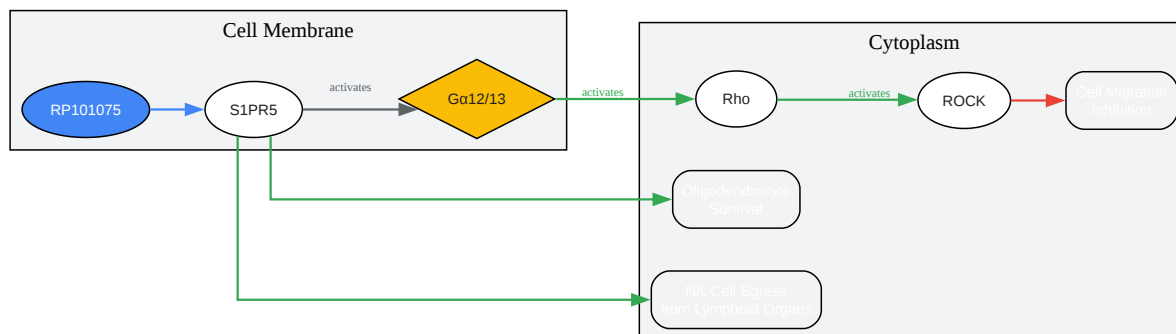 Cell Membrane
Cytoplasm
RP101075
S1PR5
activates
Gα12/13
activates
Rho
activates
ROCK
Cell Migration
Inhibition
Oligodendrocyte
Survival
NK Cell Egress
from Lymphoid Organs